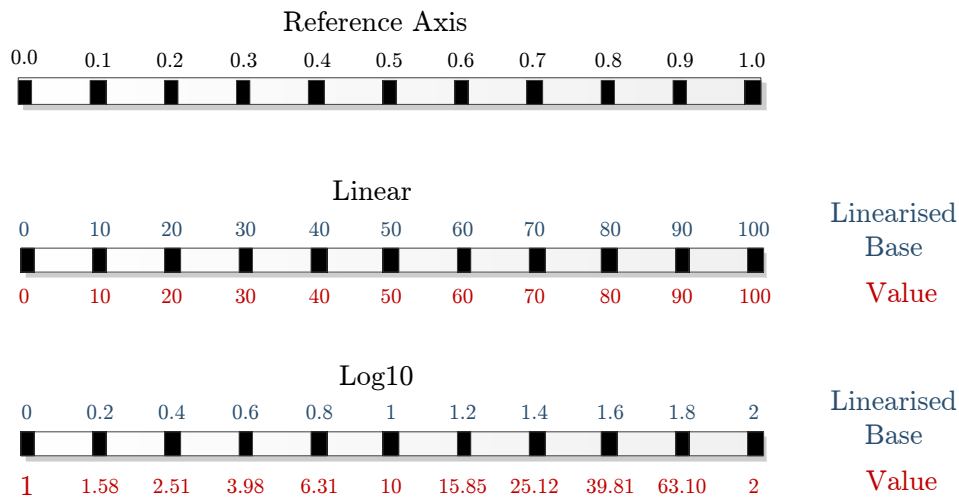 Reference Axis
0.0 0.1 0.2 0.3 0.4 0.5 0.6 0.7 0.8 0.9 1.0
Linear
0 10 20 30 40 50 60 70 80 90 100
Linearised
Base
0 10 20 30 40 50 60 70 80 90 100
Value
Log10
0 0.2 0.4 0.6 0.8 1 1.2 1.4 1.6 1.8 2
Linearised
Base
1 1.58 2.51 3.98 6.31 10 15.85 25.12 39.81 63.10 2
Value